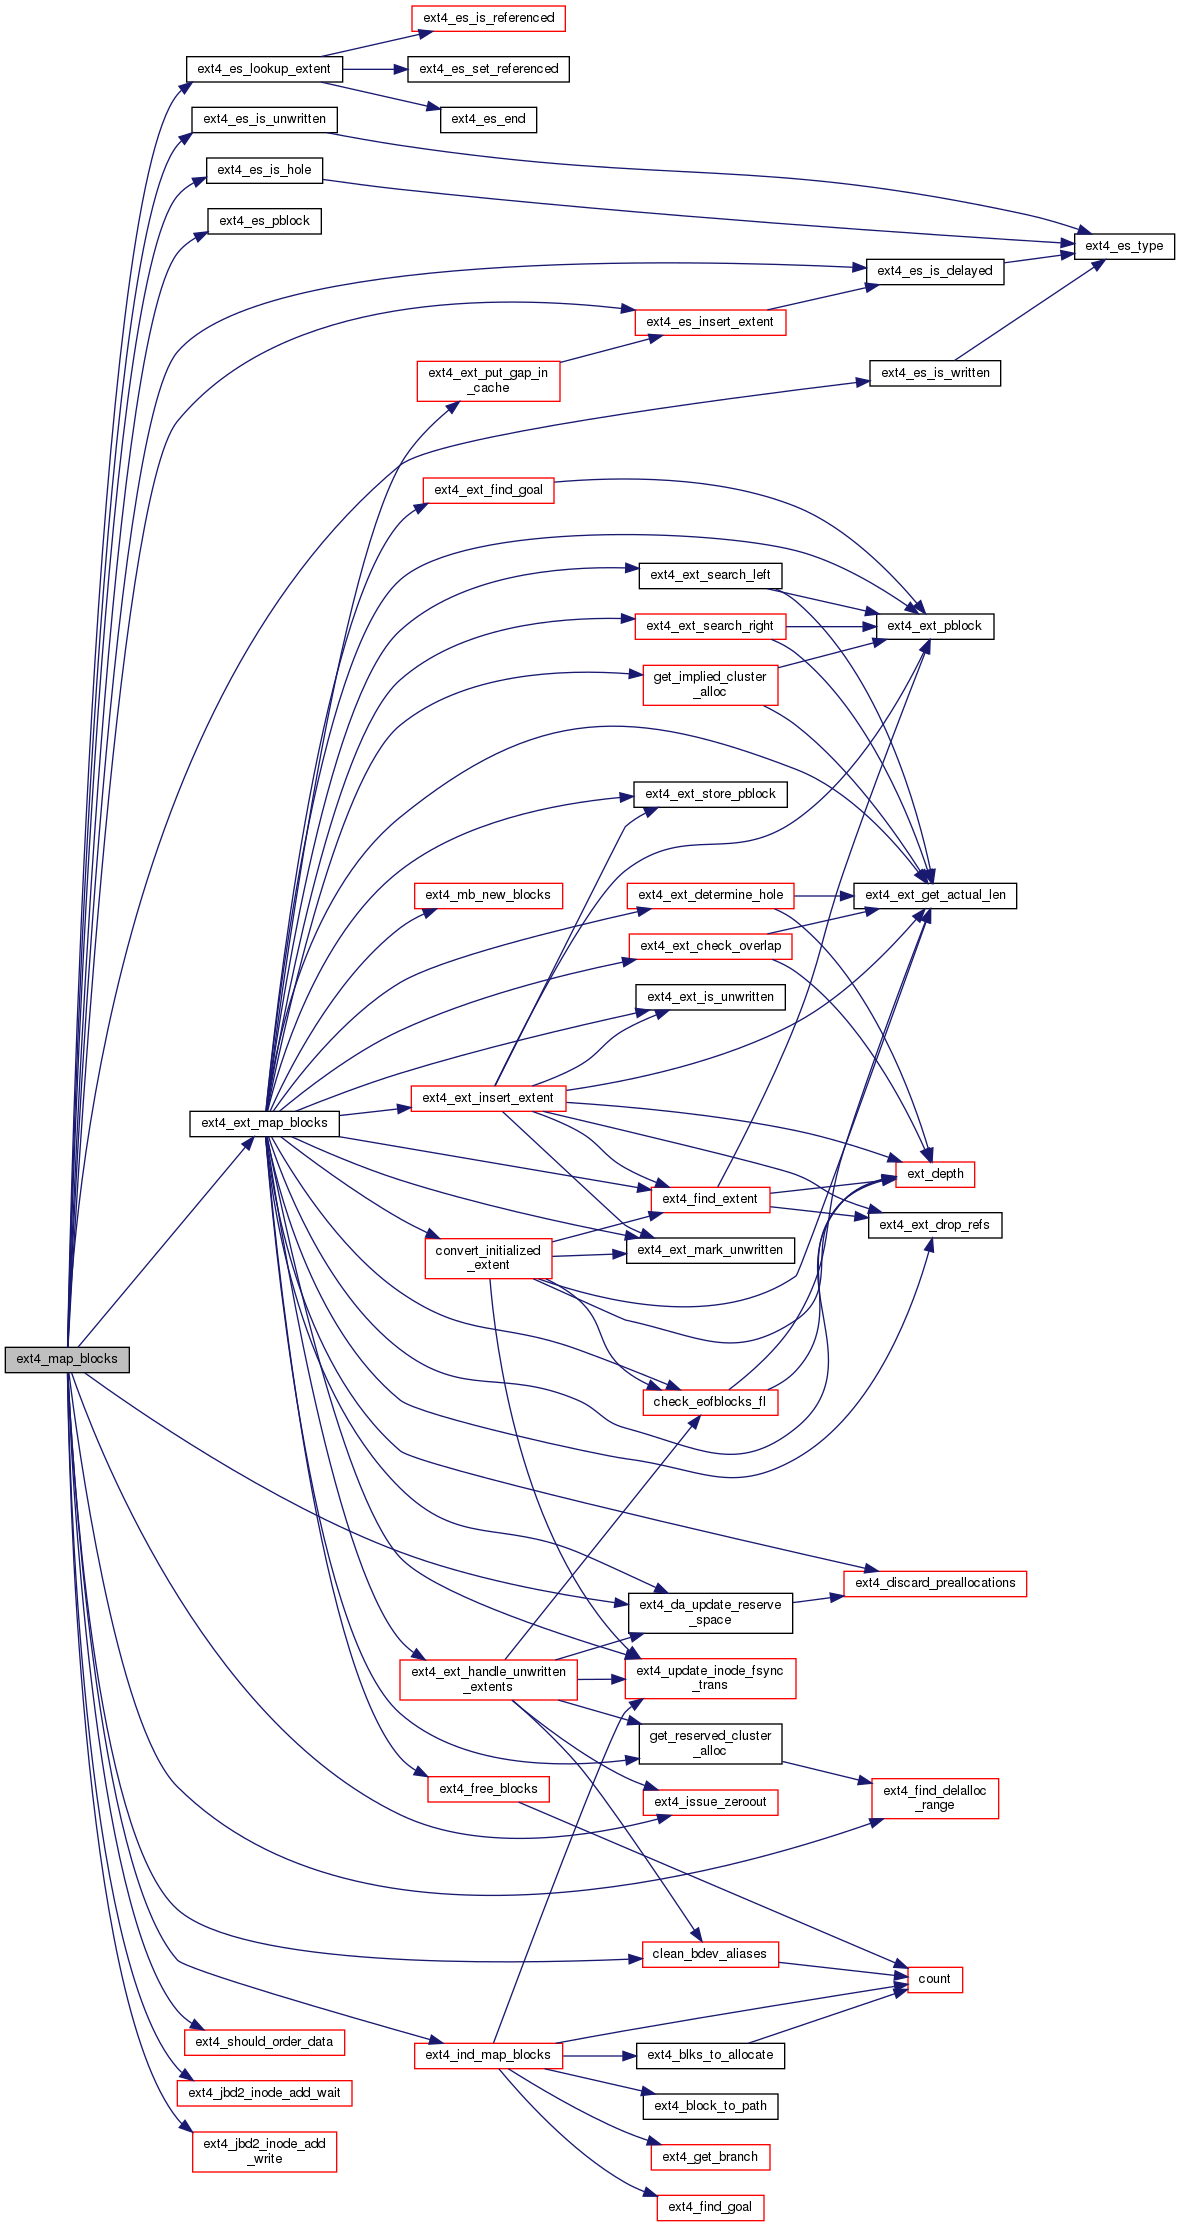 ext4_es_is_referenced
ext4_es_lookup_extent
ext4_es_set_referenced
ext4_es_is_unwritten
ext4_es_end
ext4_es_is_hole
ext4_es_pblock
ext4_es_type
ext4_es_is_delayed
ext4_es_insert_extent
ext4_ext_put_gap_in
_cache
ext4_es_is_written
ext4_ext_find_goal
ext4_ext_search_left
ext4_ext_search_right
ext4_ext_pblock
get_implied_cluster
_alloc
ext4_ext_store_pblock
ext4_mb_new_blocks
ext4_ext_determine_hole
ext4_ext_get_actual_len
ext4_ext_check_overlap
ext4_ext_is_unwritten
ext4_ext_insert_extent
ext4_ext_map_blocks
ext_depth
ext4_find_extent
ext4_ext_drop_refs
convert_initialized
_extent
ext4_ext_mark_unwritten
ext4_map_blocks
check_eofblocks_fl
ext4_discard_preallocations
ext4_da_update_reserve
_space
ext4_ext_handle_unwritten
_extents
ext4_update_inode_fsync
_trans
get_reserved_cluster
_alloc
ext4_free_blocks
ext4_issue_zeroout
ext4_find_delalloc
_range
clean_bdev_aliases
count
ext4_should_order_data
ext4_ind_map_blocks
ext4_blks_to_allocate
ext4_jbd2_inode_add_wait
ext4_block_to_path
ext4_jbd2_inode_add
_write
ext4_get_branch
ext4_find_goal